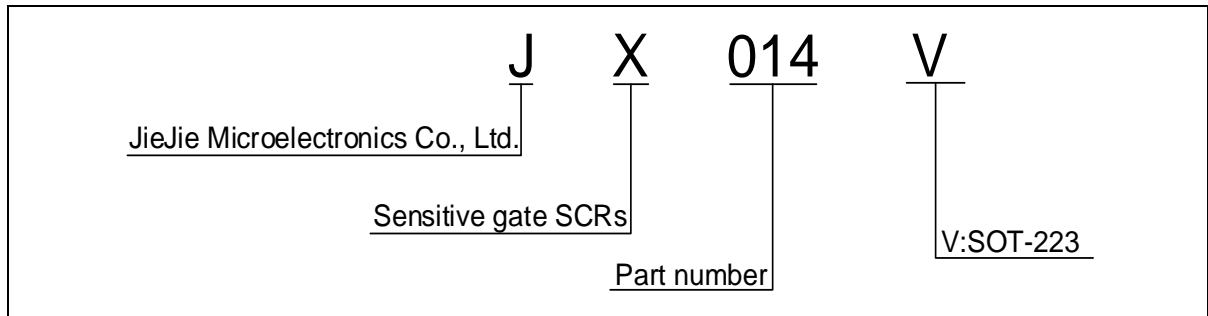 J X 014 V
JieJie Microelectronics Co., Ltd.
Sensitive gate SCRs
V:SOT-223
Part number